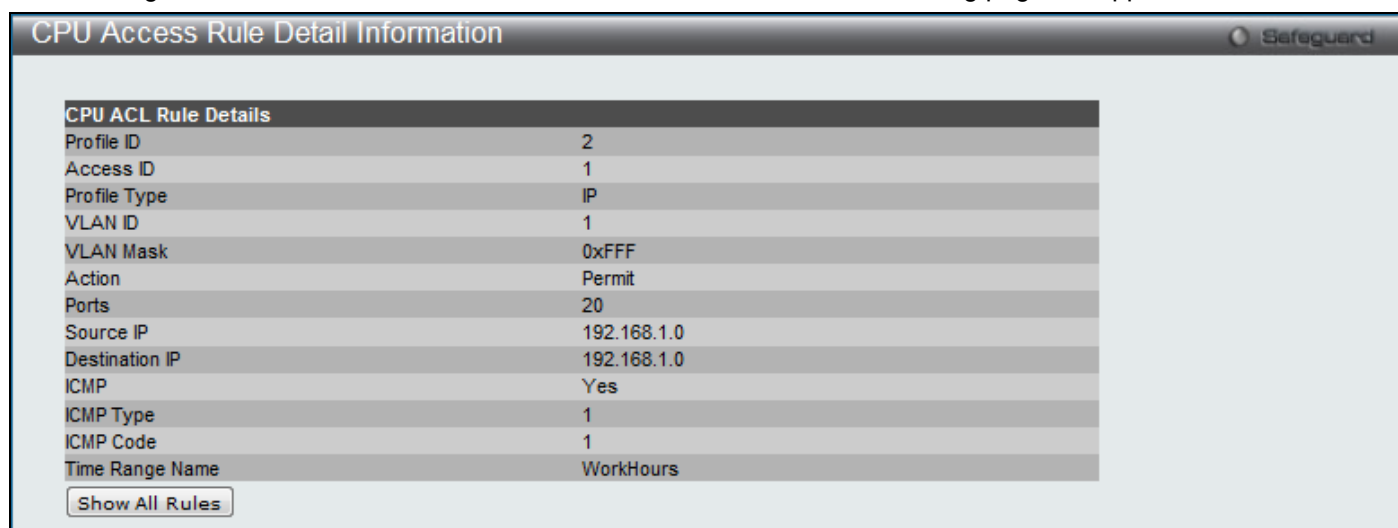 CPU Access Rule Detail Information
Safeguard
CPU ACL Rule Details
Profile ID 2
Access ID 1
Profile Type IP
VLAN ID 1
VLAN Mask 0xFFF
Action Permit
Ports 20
Source IP 192.168.1.0
Destination IP 192.168.1.0
ICMP Yes
ICMP Type 1
ICMP Code 1
Time Range Name WorkHours
Show All Rules